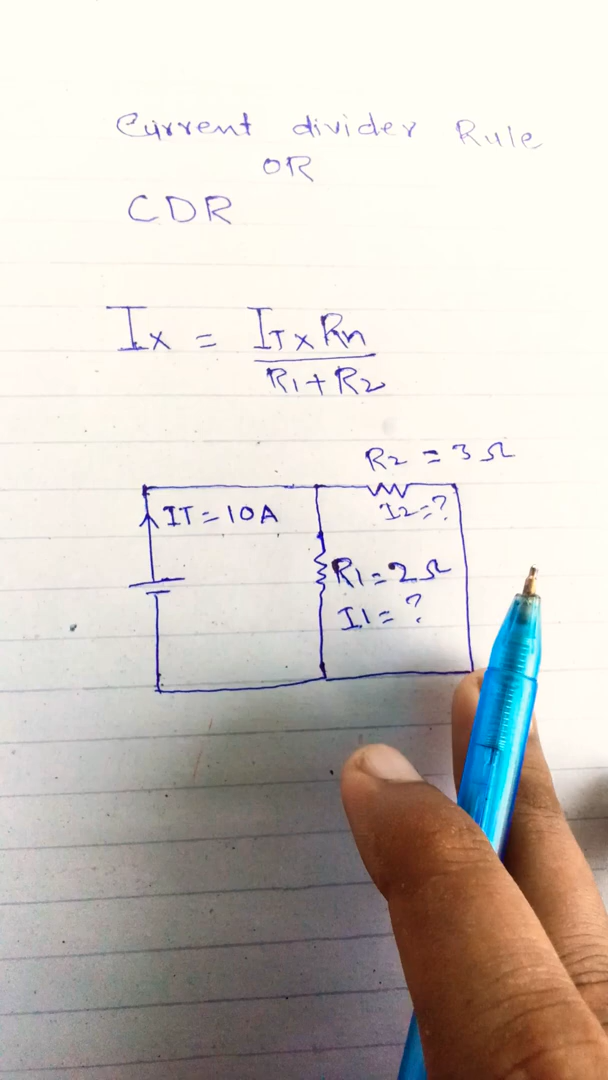 Current divider Rule
OR
CDR
Ix = IT x Rn
R1 + R2
R2 = 3 Ω
IT = 10A
I2 = ?
R1 = 2 Ω
I1 = ?